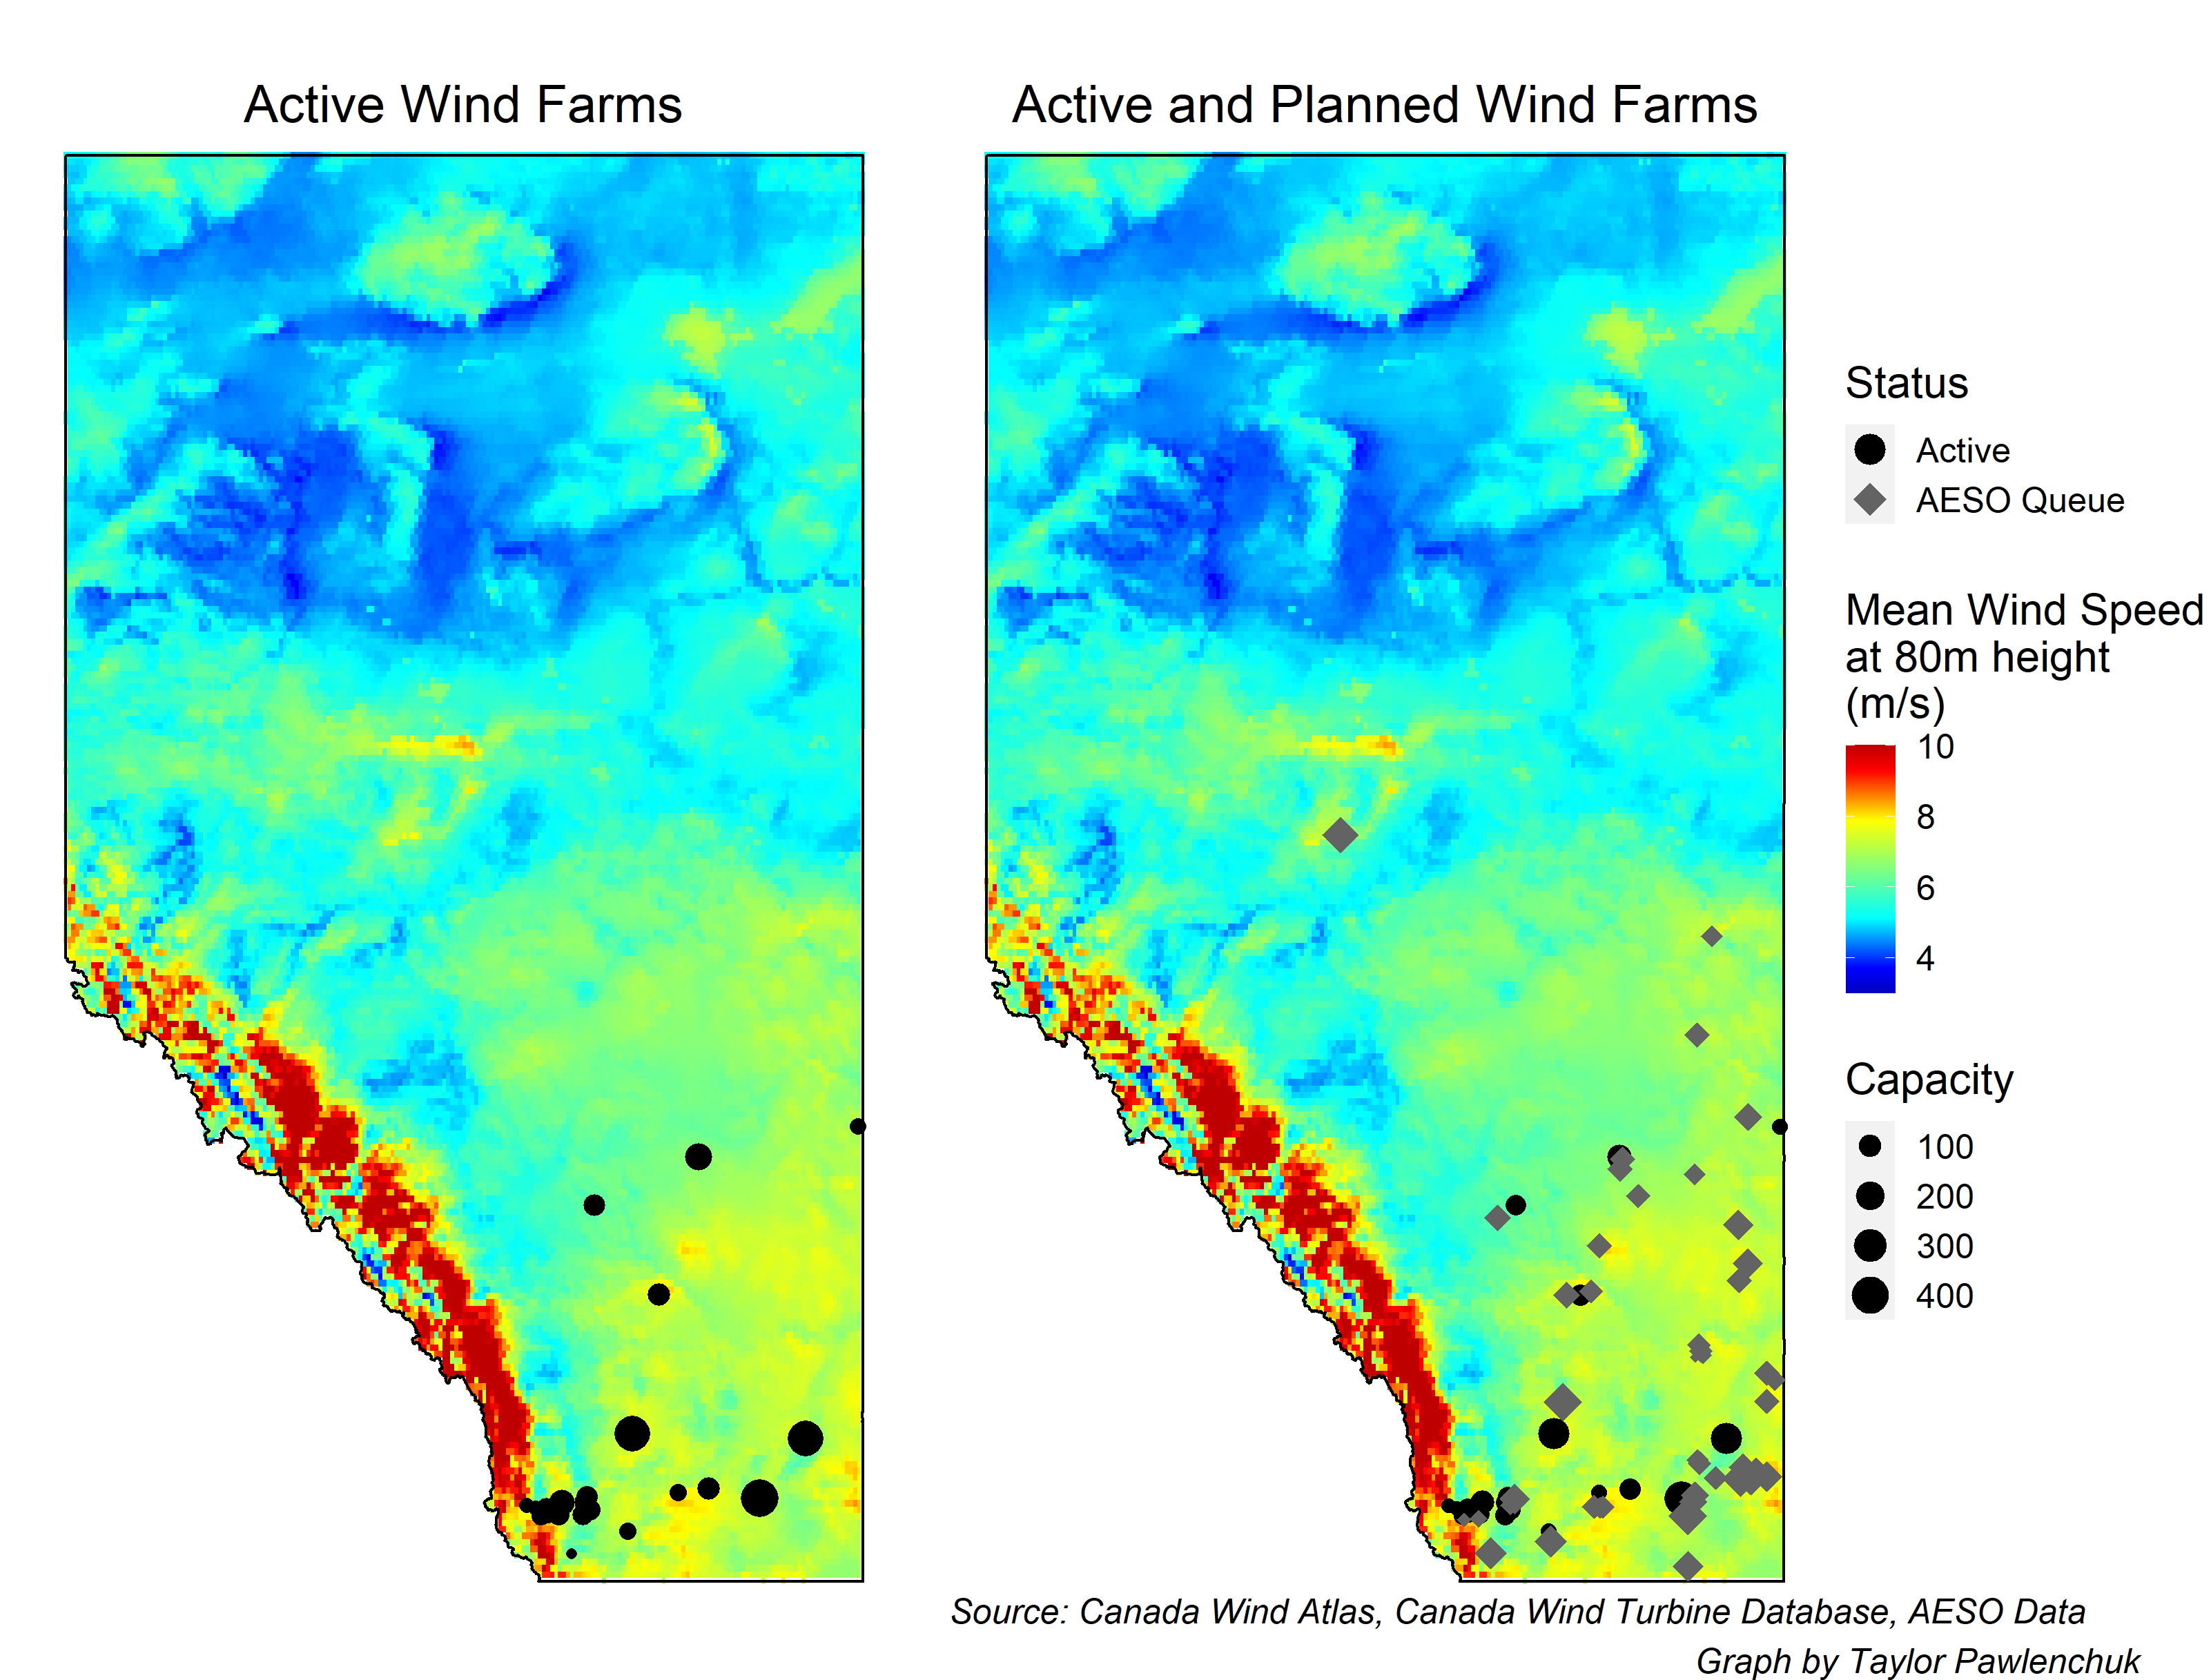 Active Wind Farms
Active and Planned Wind Farms
Status
Active
AESO Queue
Mean Wind Speed
at 80m height
(m/s)
10
8
6
4
Capacity
100
200
300
400
Source: Canada Wind Atlas, Canada Wind Turbine Database, AESO Data
Graph by Taylor Pawlenchuk